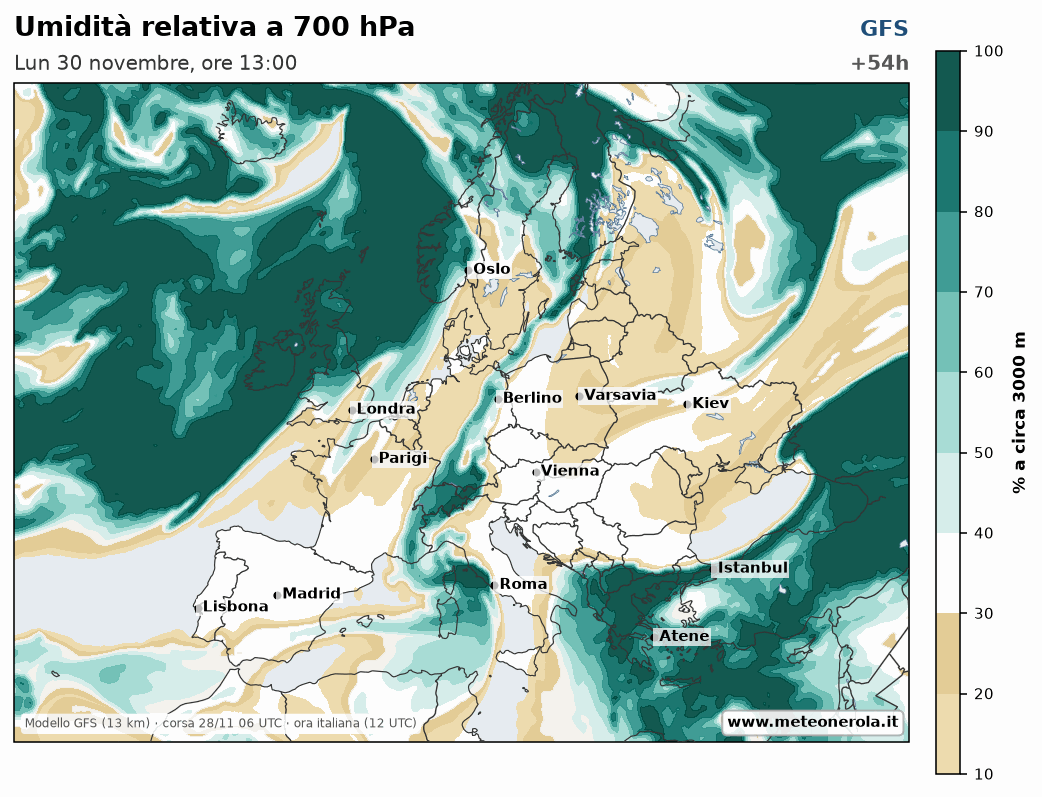 Umidità relativa a 700 hPa
GFS
Lun 30 novembre, ore 13:00
+54h
100
90
80
70
60
50
40
30
20
10
% a circa 3000 m
Oslo
Berlino
Varsavia
Kiev
Londra
Parigi
Vienna
Istanbul
Roma
Madrid
Lisbona
Atene
Modello GFS (13 km) · corsa 28/11 06 UTC · ora italiana (12 UTC)
www.meteonerola.it